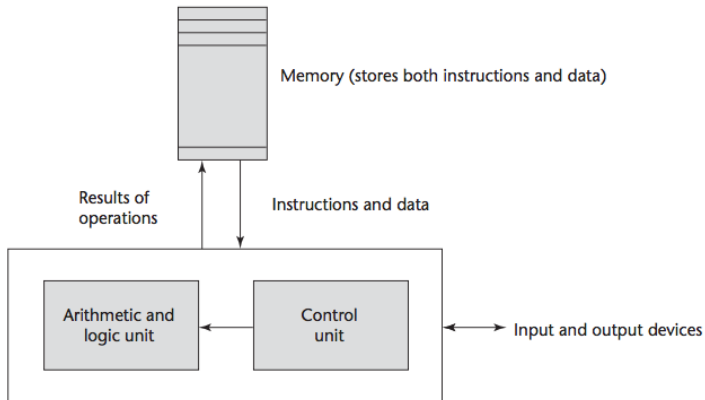 Memory (stores both instructions and data)
Results of
operations
Instructions and data
Arithmetic and
logic unit
Control
unit
Input and output devices